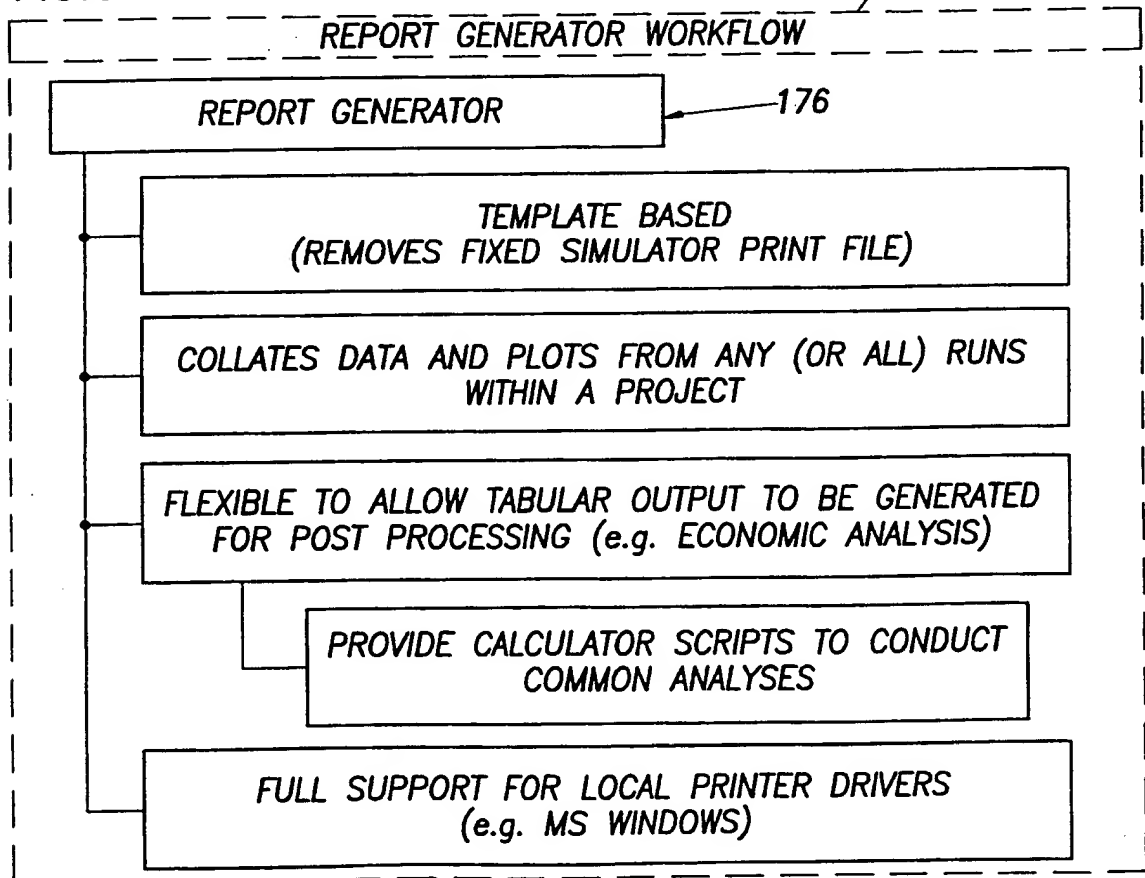 REPORT GENERATOR WORKFLOW
REPORT GENERATOR
176
TEMPLATE BASED
(REMOVES FIXED SIMULATOR PRINT FILE)
COLLATES DATA AND PLOTS FROM ANY (OR ALL) RUNS
WITHIN A PROJECT
FLEXIBLE TO ALLOW TABULAR OUTPUT TO BE GENERATED
FOR POST PROCESSING (e.g. ECONOMIC ANALYSIS)
PROVIDE CALCULATOR SCRIPTS TO CONDUCT
COMMON ANALYSES
FULL SUPPORT FOR LOCAL PRINTER DRIVERS
(e.g. MS WINDOWS)